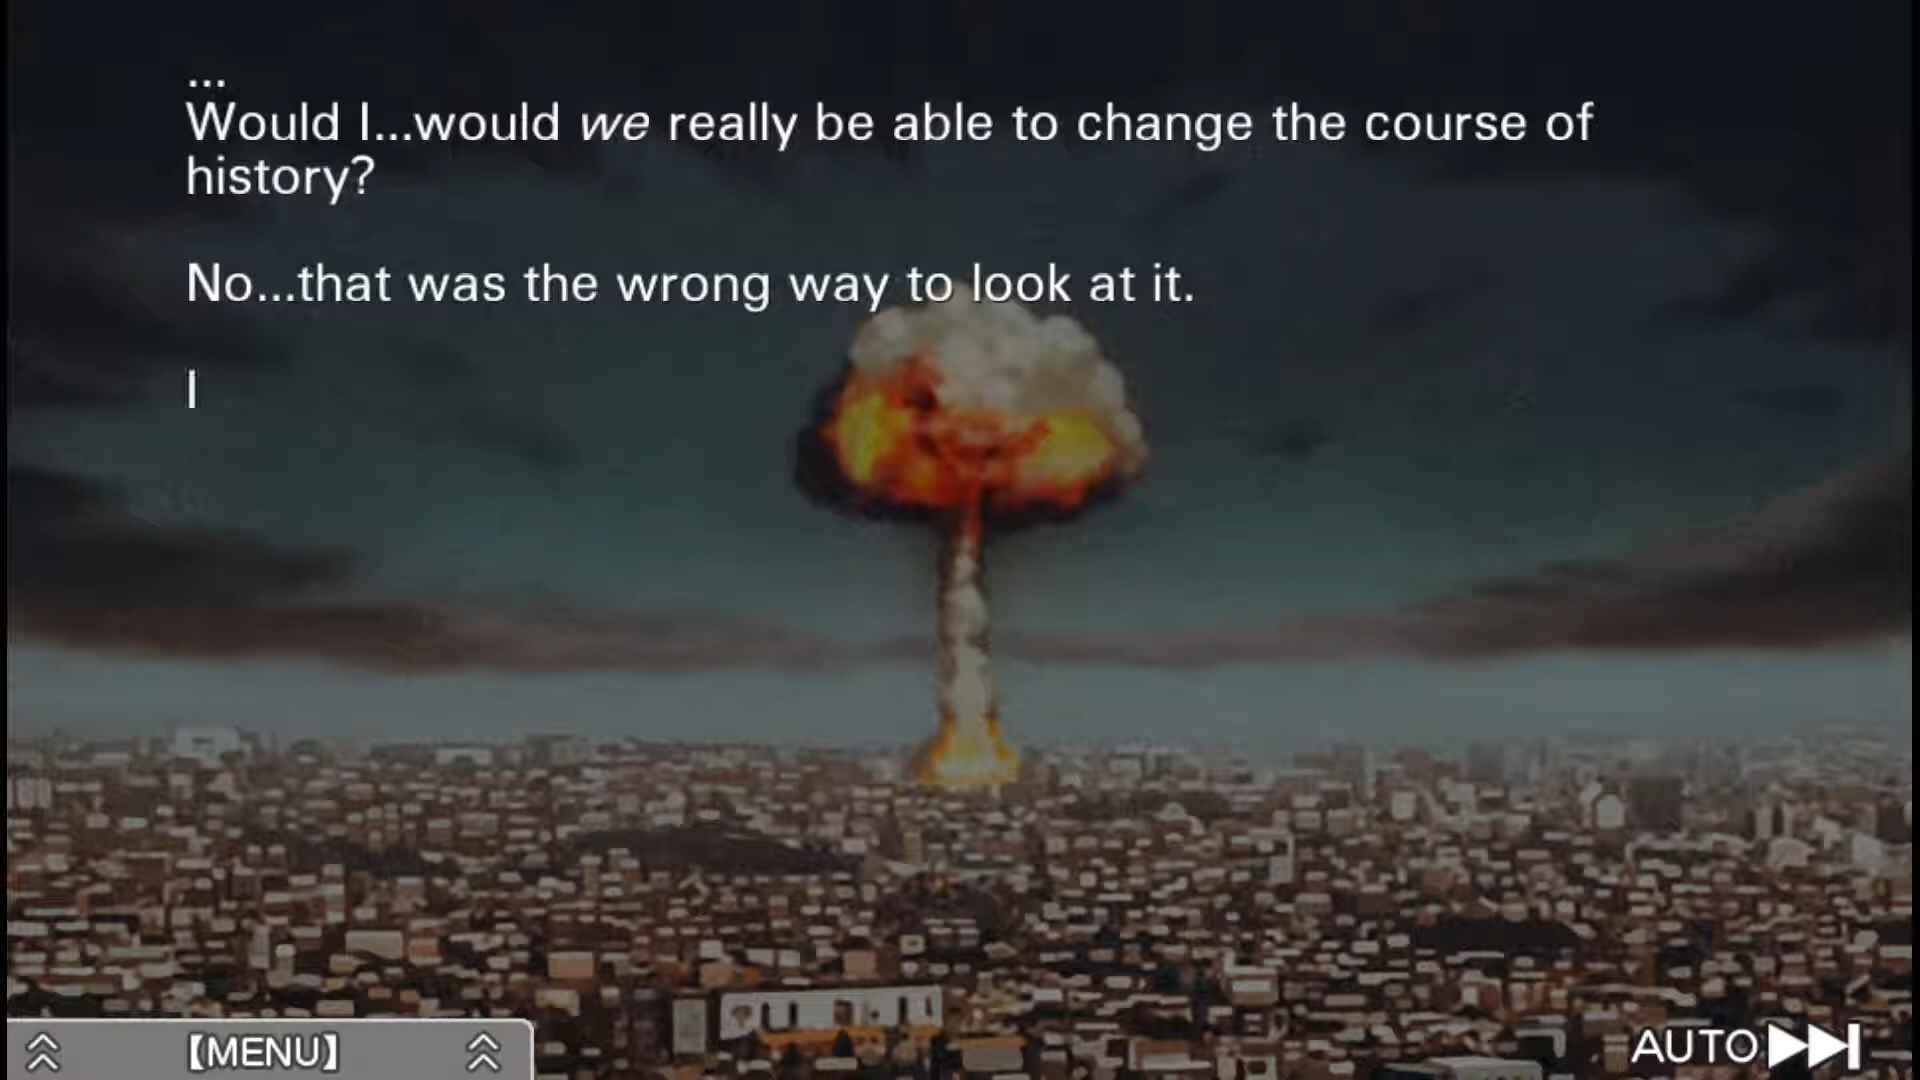 ...
Would I...would we really be able to change the course of
history?
No...that was the wrong way to look at it.
I
【MENU】
AUTO